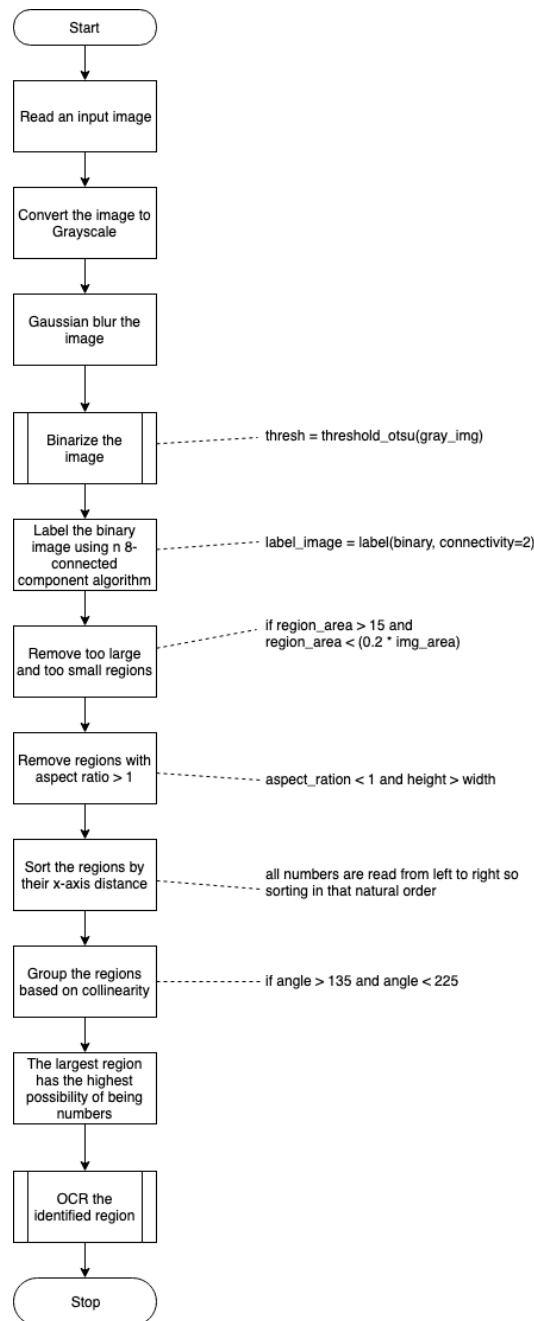 Start
Read an input image
Convert the image to
Grayscale
Gaussian blur the
image
Binarize the
image
thresh = threshold_otsu(gray_img)
Label the binary
image using n 8-
connected
component algorithm
label_image = label(binary, connectivity=2)
Remove too large
and too small regions
if region_area > 15 and
region_area < (0.2 * img_area)
Remove regions with
aspect ratio > 1
aspect_ration < 1 and height > width
Sort the regions by
their x-axis distance
all numbers are read from left to right so
sorting in that natural order
Group the regions
based on collinearity
if angle > 135 and angle < 225
The largest region
has the highest
possibility of being
numbers
OCR the
identified region
Stop